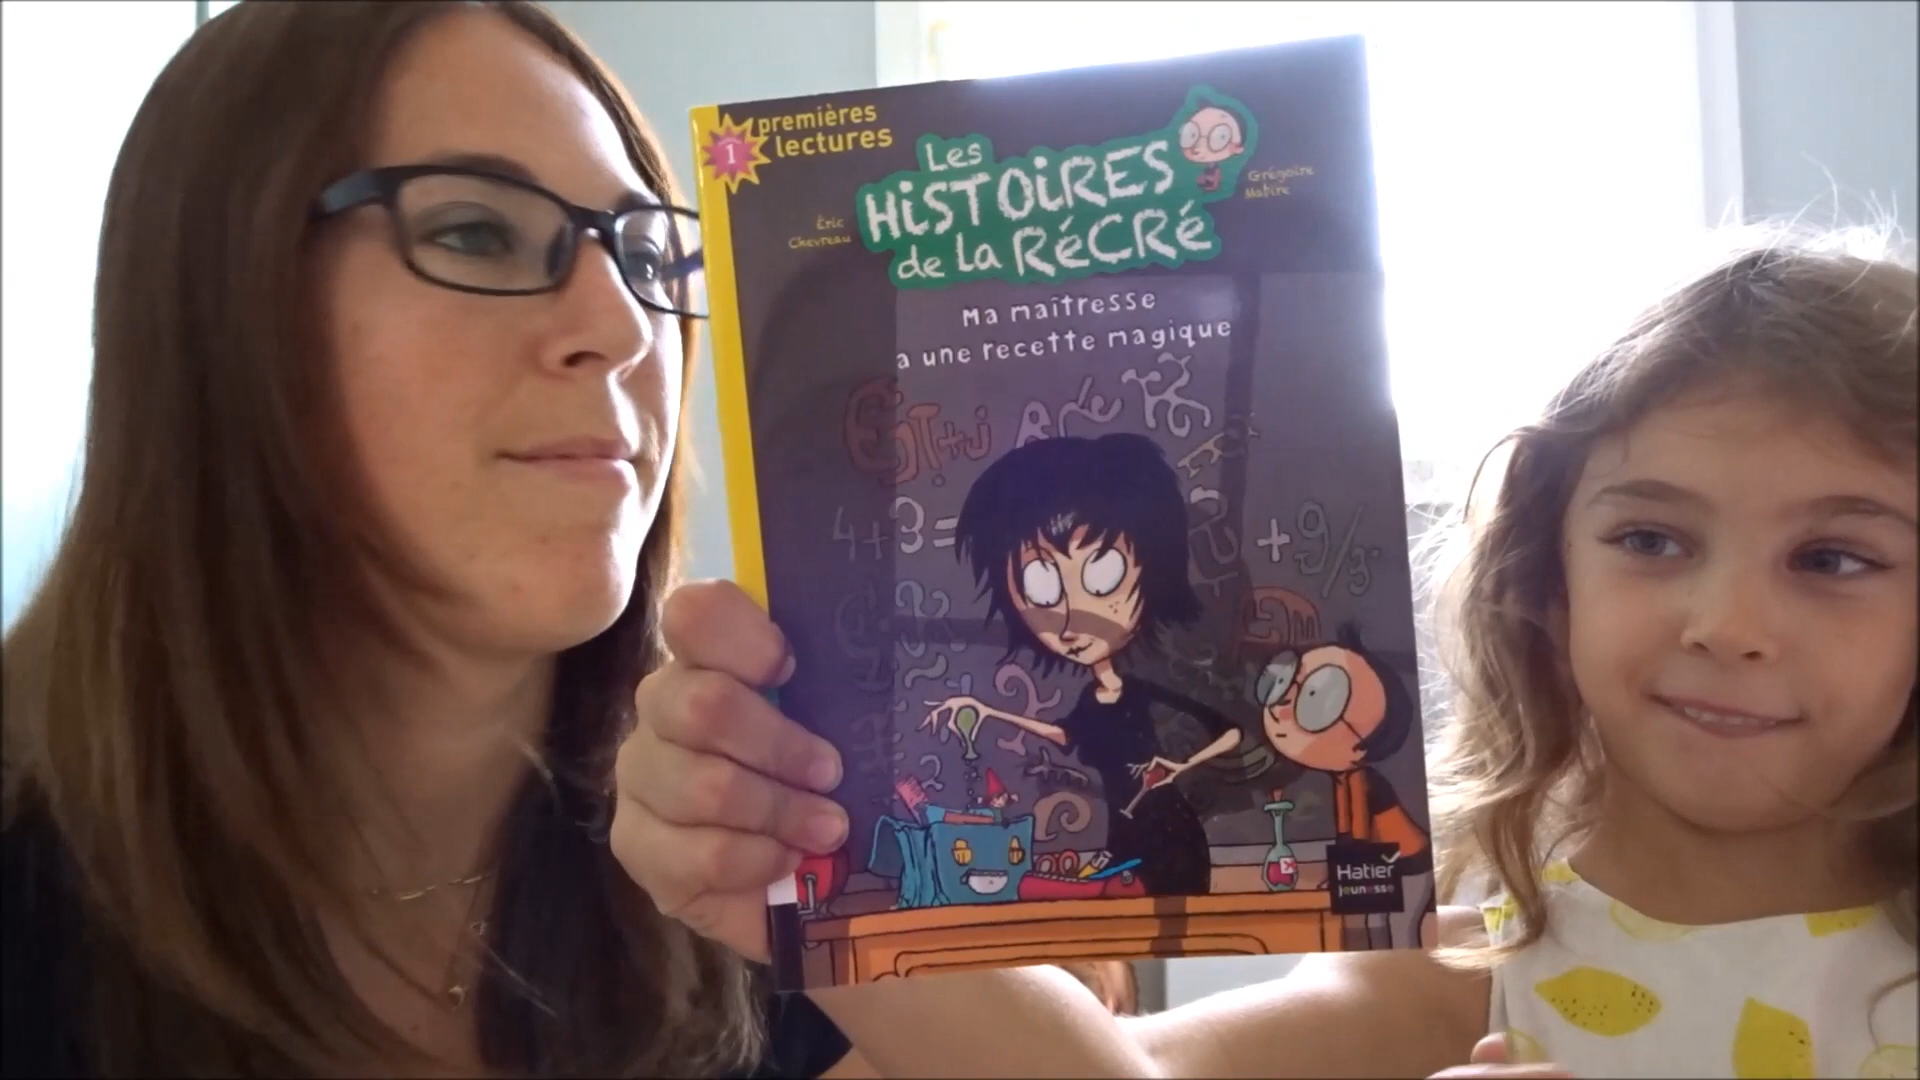 1
premières
lectures
Les
HiSTOiRES
de la RéCRé
Éric
Chevreau
Grégoire
Mabire
Ma maîtresse
a une recette magique
4+3=
+9/3
Hatier
jeunesse